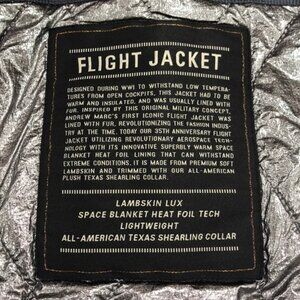 FLIGHT JACKET
DESIGNED DURING WWI TO WITHSTAND LOW TEMPERA-
TURES FROM OPEN COCKPITS, THIS JACKET HAD TO BE
WARM AND INSULATED, AND WAS USUALLY LINED WITH
FUR. INSPIRED BY THIS ORIGINAL MILITARY CONCEPT,
ANDREW MARC'S FIRST ICONIC FLIGHT JACKET WAS
LINED WITH FUR, REVOLUTIONIZING THE FASHION INDUS-
TRY AT THE TIME. TODAY OUR 35TH ANNIVERSARY FLIGHT
JACKET UTILIZING REVOLUTIONARY AEROSPACE TECH-
NOLOGY WITH ITS INNOVATIVE SUPERBLY WARM SPACE
BLANKET HEAT FOIL LINING THAT CAN WITHSTAND
EXTREME CONDITIONS, IT IS MADE FROM PREMIUM SOFT
LAMBSKIN AND TRIMMED WITH OUR ALL-AMERICAN
PLUSH TEXAS SHEARLING COLLAR.
LAMBSKIN LUX
SPACE BLANKET HEAT FOIL TECH
LIGHTWEIGHT
ALL-AMERICAN TEXAS SHEARLING COLLAR